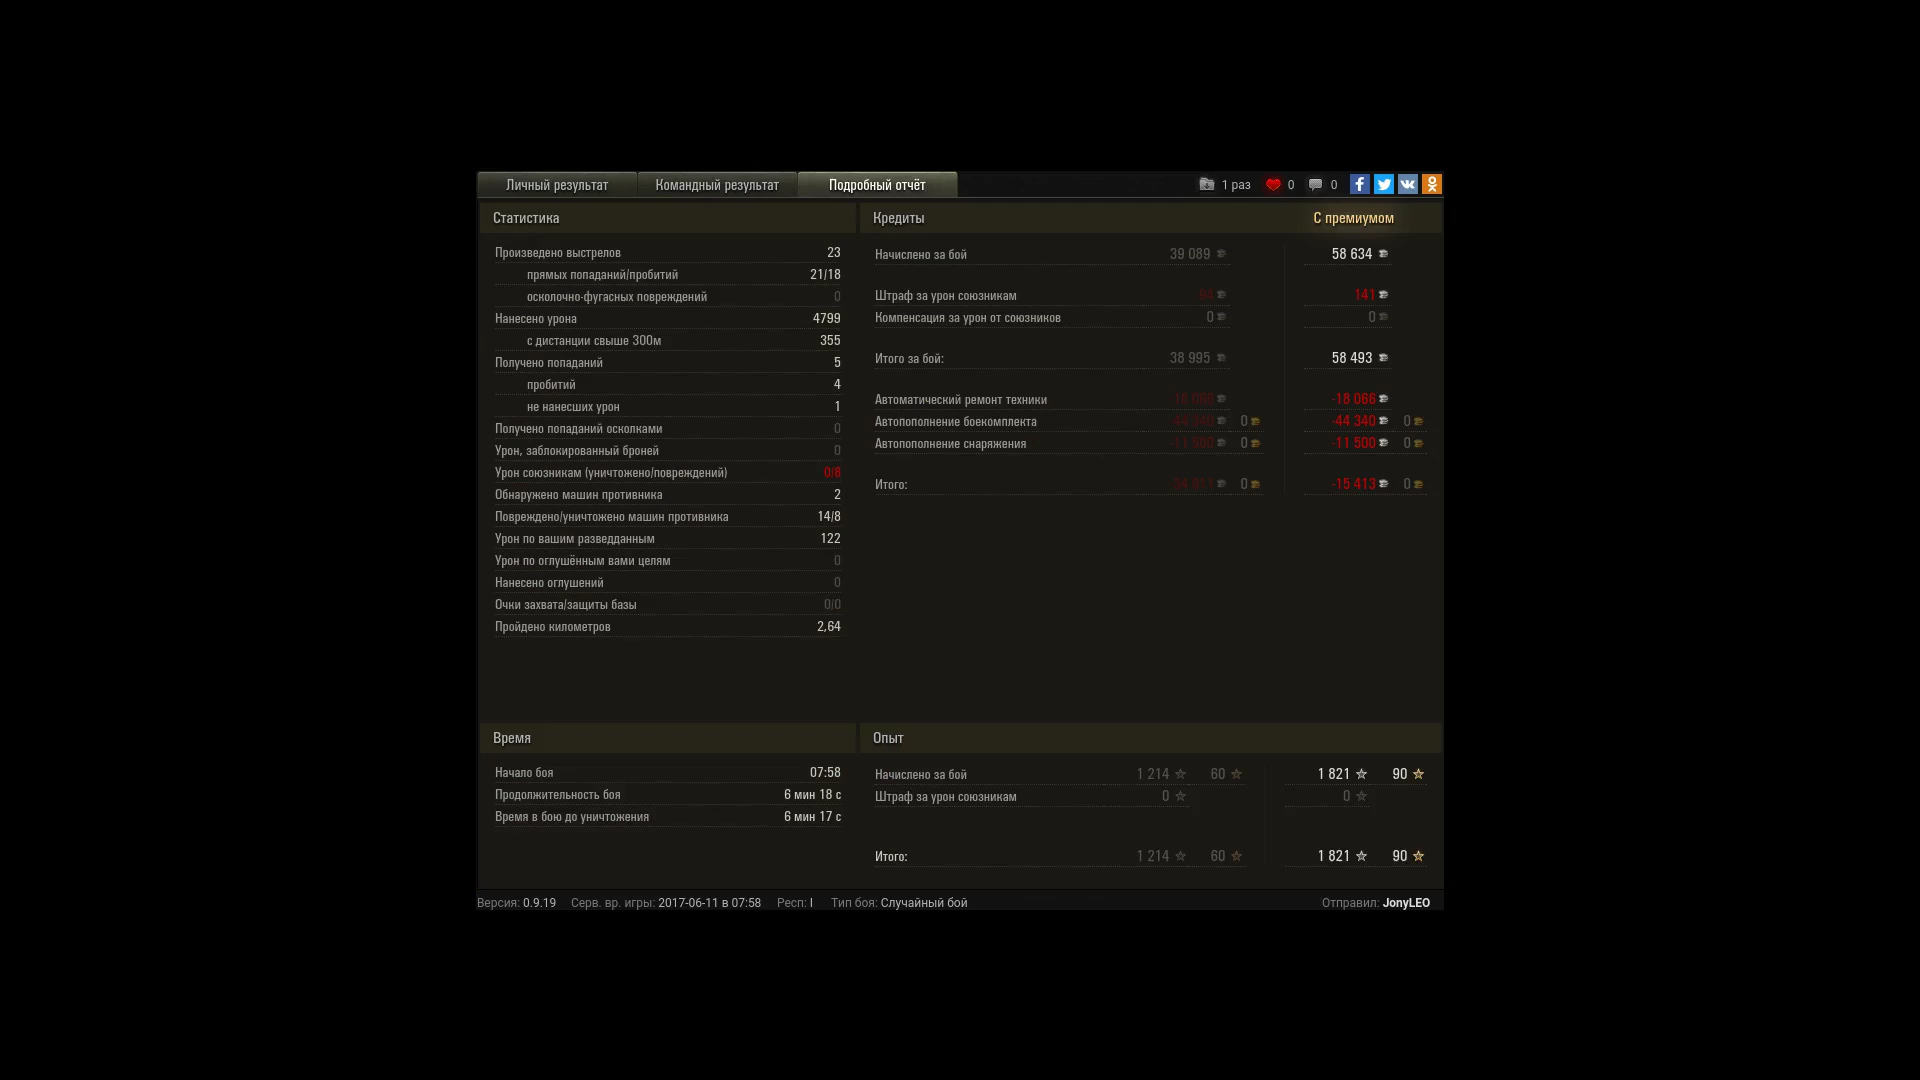 Личный результат Командный результат Подробный отчёт 1 раз 0 0
Статистика
Произведено выстрелов 23
прямых попаданий/пробитий 21/18
осколочно-фугасных повреждений 0
Нанесено урона 4799
с дистанции свыше 300м 355
Получено попаданий 5
пробитий 4
не нанесших урон 1
Получено попаданий осколками 0
Урон, заблокированный броней 0
Урон союзникам (уничтожено/повреждений) 0/8
Обнаружено машин противника 2
Повреждено/уничтожено машин противника 14/8
Урон по вашим разведданным 122
Урон по оглушённым вами целям 0
Нанесено оглушений 0
Очки захвата/защиты базы 0/0
Пройдено километров 2,64
Кредиты С премиумом
Начислено за бой 39 089 58 634
Штраф за урон союзникам 94 141
Компенсация за урон от союзников 0 0
Итого за бой: 38 995 58 493
Автоматический ремонт техники -18 066 -18 066
Автопополнение боекомплекта -44 340 0 -44 340 0
Автопополнение снаряжения -11 500 0 -11 500 0
Итого: 0 -15 413 0
Время
Начало боя 07:58
Продолжительность боя 6 мин 18 с
Время в бою до уничтожения 6 мин 17 с
Опыт
Начислено за бой 1 214 60 1 821 90
Штраф за урон союзникам 0 0
Итого: 1 214 60 1 821 90
Версия: 0.9.19 Серв. вр. игры: 2017-06-11 в 07:58 Респ: I Тип боя: Случайный бой Отправил: JonyLEO